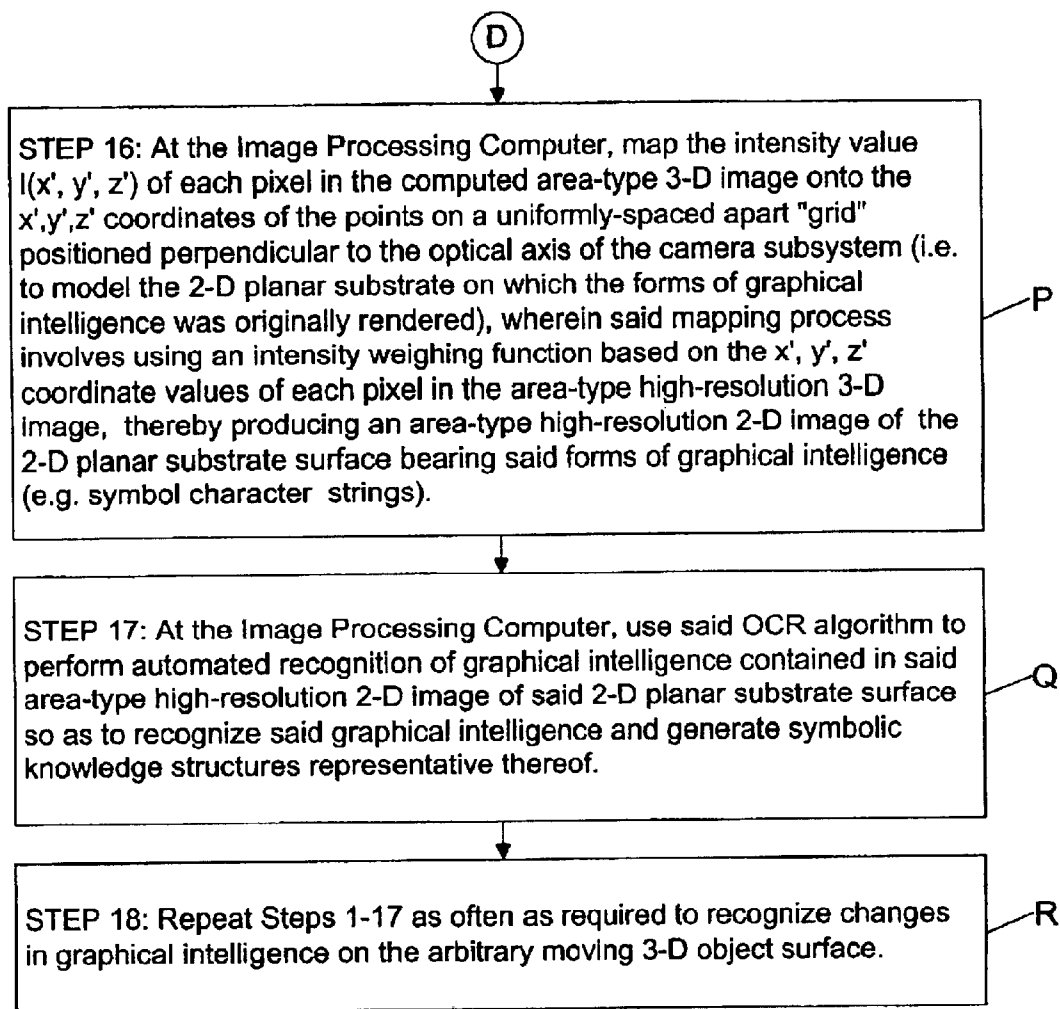 D
STEP 16: At the Image Processing Computer, map the intensity value
I(x', y', z') of each pixel in the computed area-type 3-D image onto the
x',y',z' coordinates of the points on a uniformly-spaced apart "grid"
positioned perpendicular to the optical axis of the camera subsystem (i.e.
to model the 2-D planar substrate on which the forms of graphical
intelligence was originally rendered), wherein said mapping process
involves using an intensity weighing function based on the x', y', z'
coordinate values of each pixel in the area-type high-resolution 3-D
image, thereby producing an area-type high-resolution 2-D image of the
2-D planar substrate surface bearing said forms of graphical intelligence
(e.g. symbol character strings).
P
STEP 17: At the Image Processing Computer, use said OCR algorithm to
perform automated recognition of graphical intelligence contained in said
area-type high-resolution 2-D image of said 2-D planar substrate surface
so as to recognize said graphical intelligence and generate symbolic
knowledge structures representative thereof.
Q
STEP 18: Repeat Steps 1-17 as often as required to recognize changes
in graphical intelligence on the arbitrary moving 3-D object surface.
R